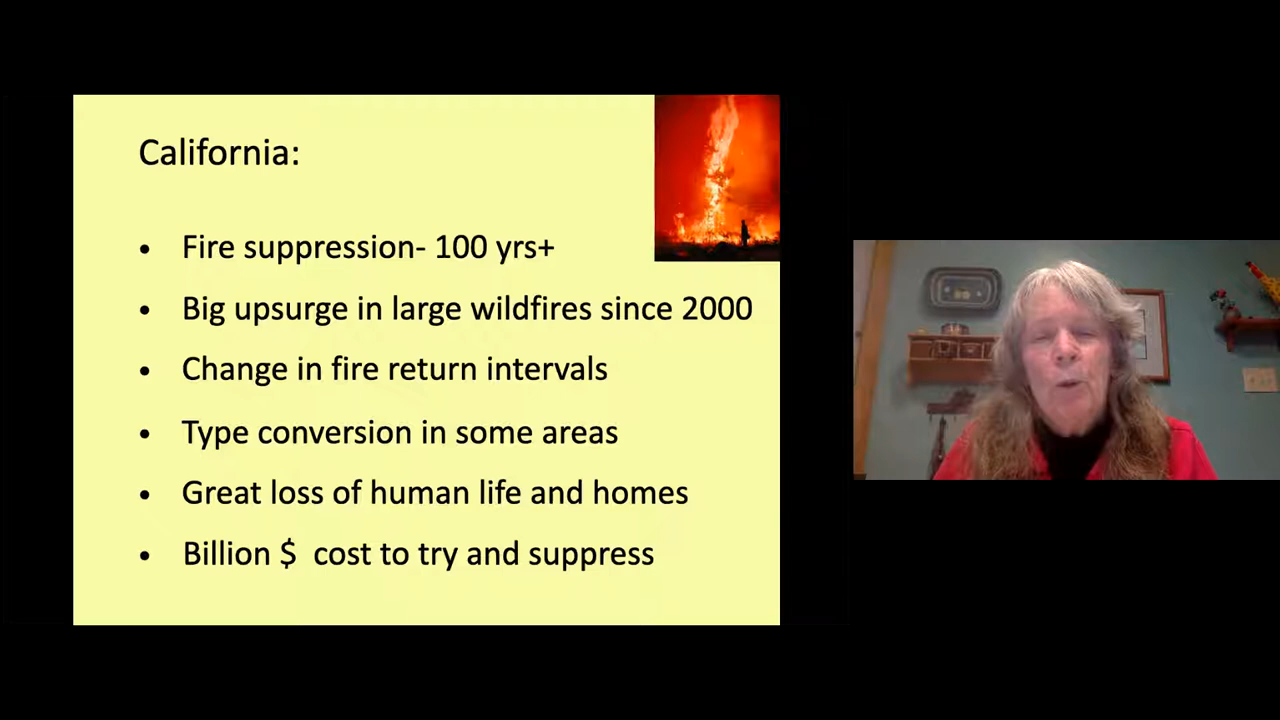 California:
• Fire suppression- 100 yrs+
• Big upsurge in large wildfires since 2000
• Change in fire return intervals
• Type conversion in some areas
• Great loss of human life and homes
• Billion $ cost to try and suppress